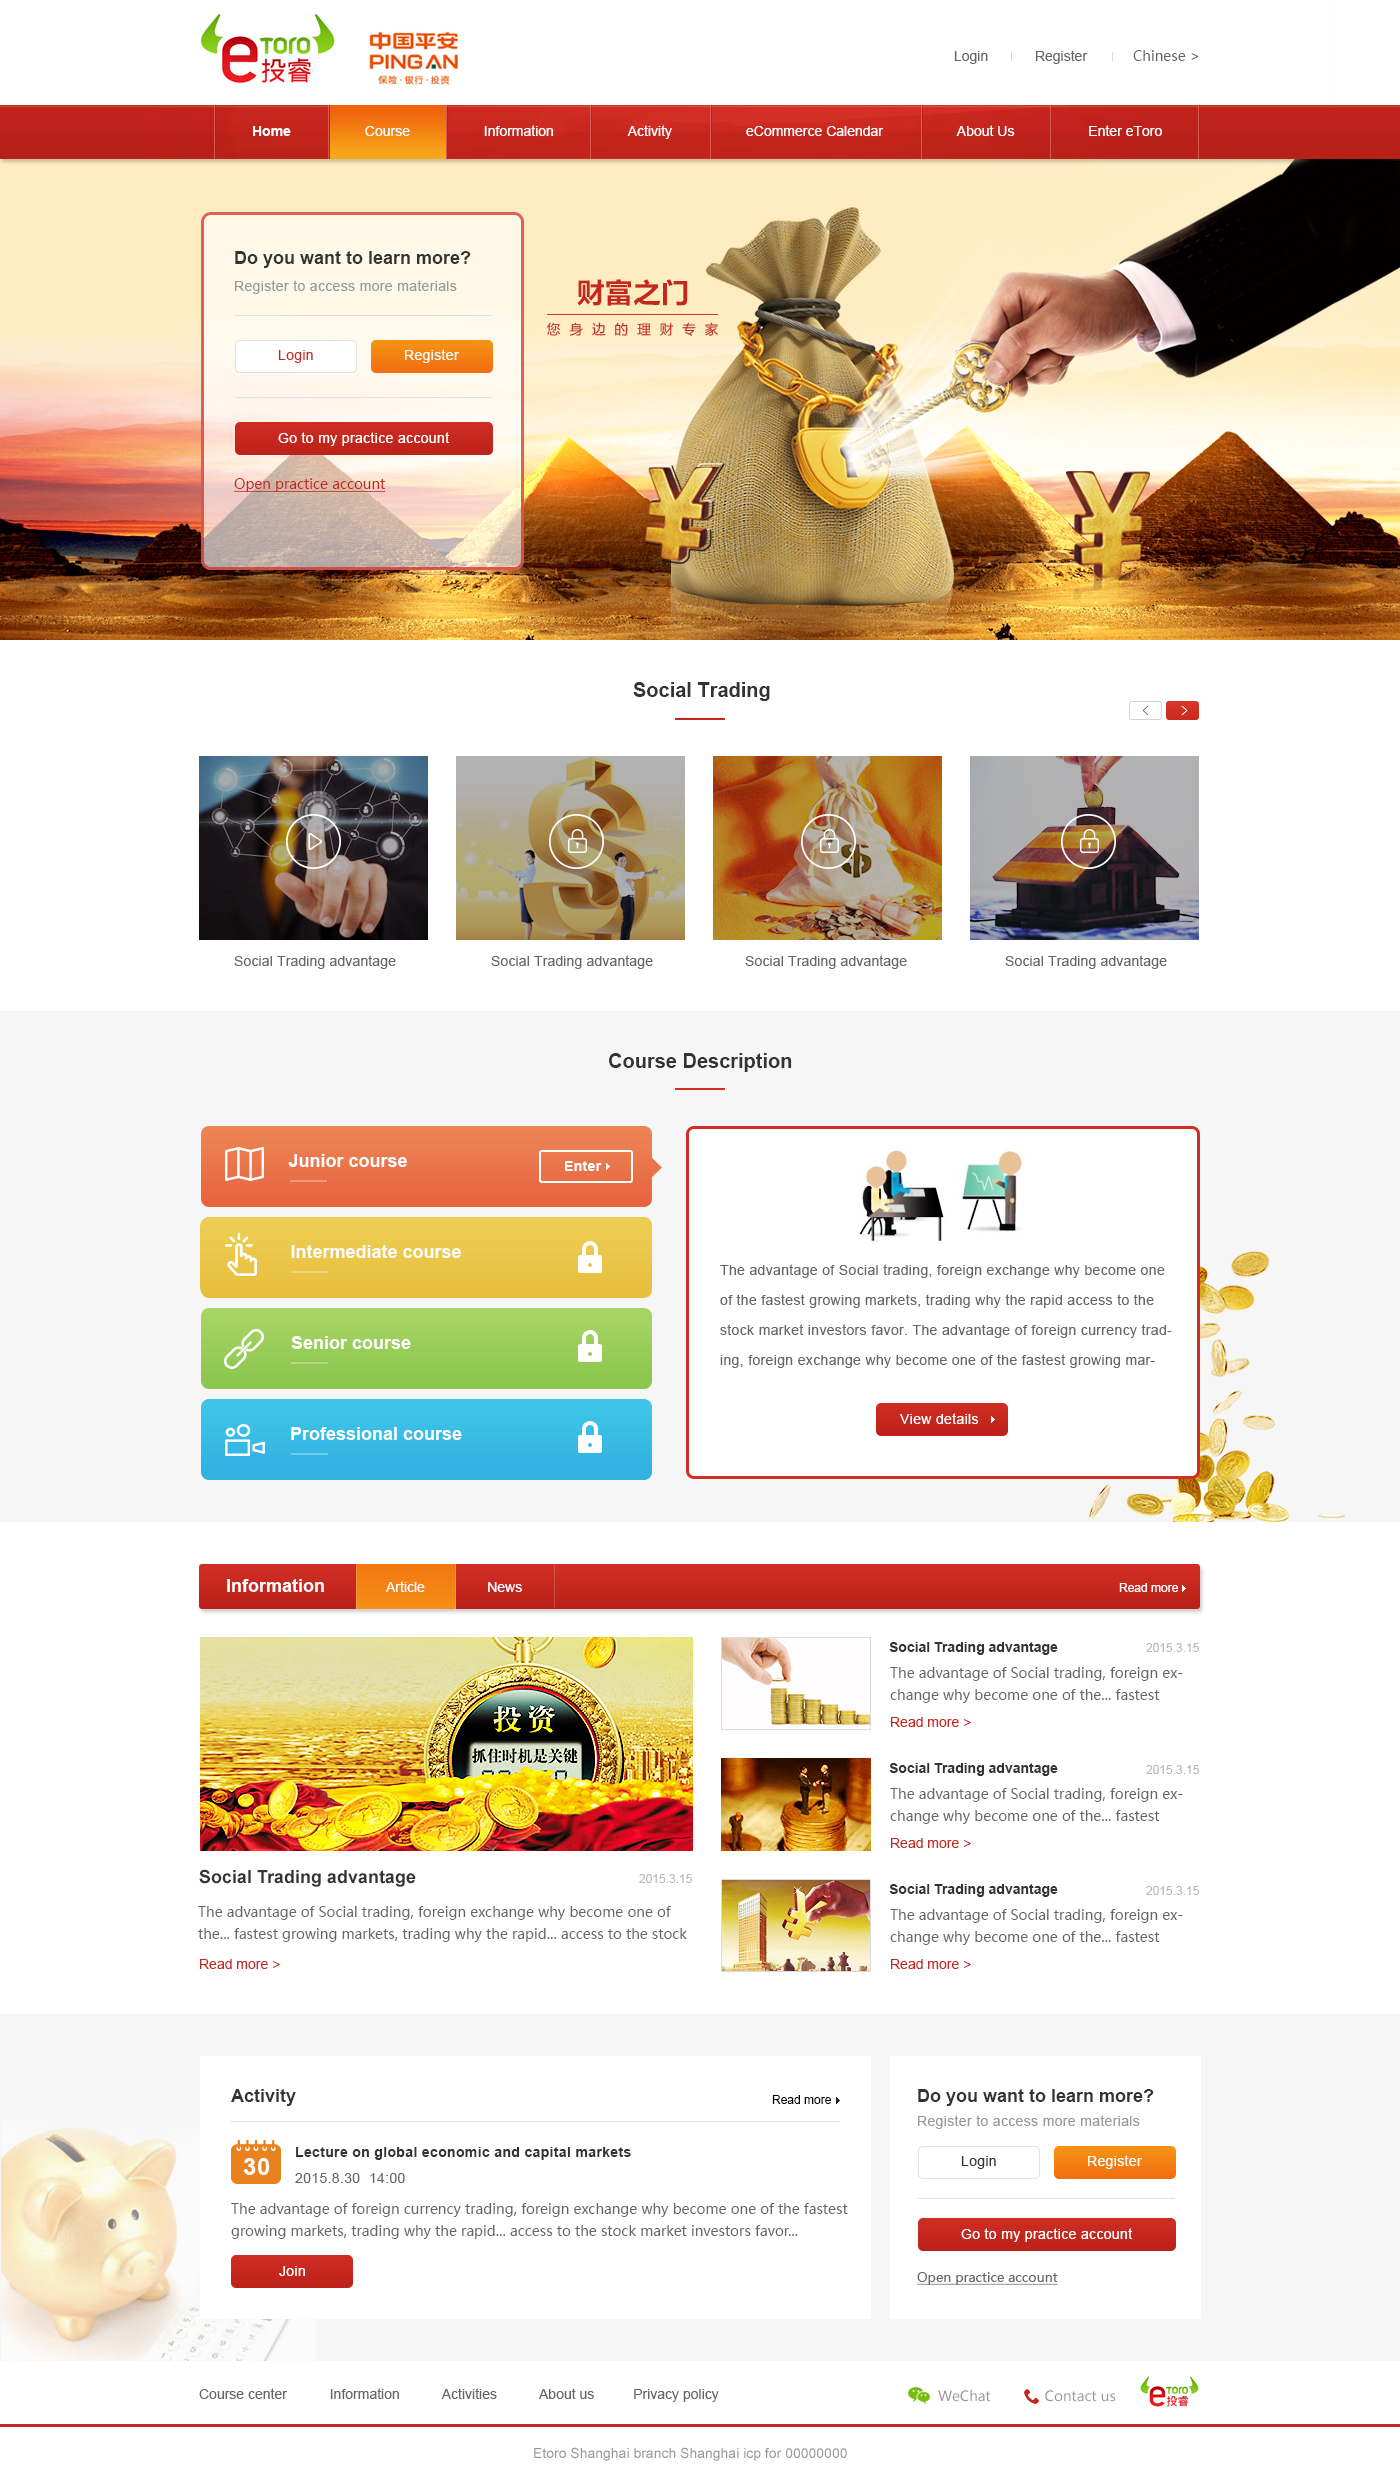 eTORO 投睿
中国平安
PING AN
保险·银行·投资
Login
Register
Chinese >
Home
Course
Information
Activity
eCommerce Calendar
About Us
Enter eToro
Do you want to learn more?
Register to access more materials
Login
Register
Go to my practice account
Open practice account
财富之门
您身边的理财专家
Social Trading
Social Trading advantage
Social Trading advantage
Social Trading advantage
Social Trading advantage
Course Description
Junior course
Enter
Intermediate course
Senior course
Professional course
The advantage of Social trading, foreign exchange why become one
of the fastest growing markets, trading why the rapid access to the
stock market investors favor. The advantage of foreign currency trad-
ing, foreign exchange why become one of the fastest growing mar-
View details
Information
Article
News
Read more
投资
抓住时机是关键
Social Trading advantage
2015.3.15
The advantage of Social trading, foreign exchange why become one of
the... fastest growing markets, trading why the rapid... access to the stock
Read more >
Social Trading advantage
2015.3.15
The advantage of Social trading, foreign ex-
change why become one of the... fastest
Read more >
Social Trading advantage
2015.3.15
The advantage of Social trading, foreign ex-
change why become one of the... fastest
Read more >
Social Trading advantage
2015.3.15
The advantage of Social trading, foreign ex-
change why become one of the... fastest
Read more >
Activity
Read more
30
Lecture on global economic and capital markets
2015.8.30 14:00
The advantage of foreign currency trading, foreign exchange why become one of the fastest
growing markets, trading why the rapid... access to the stock market investors favor...
Join
Do you want to learn more?
Register to access more materials
Login
Register
Go to my practice account
Open practice account
Course center
Information
Activities
About us
Privacy policy
WeChat
Contact us
eTORO 投睿
Etoro Shanghai branch Shanghai icp for 00000000